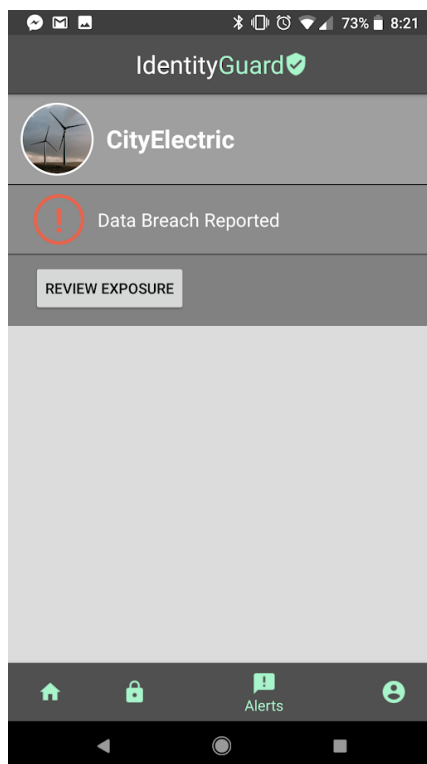 73% 8:21
IdentityGuard
CityElectric
Data Breach Reported
REVIEW EXPOSURE
Alerts